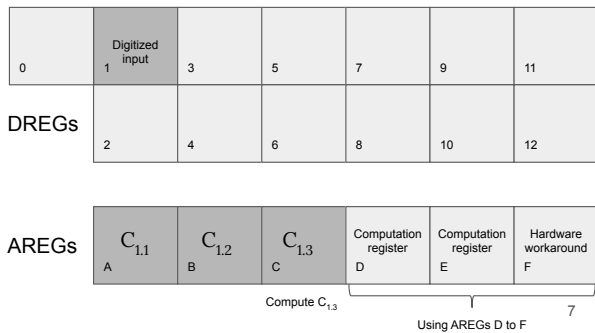 Digitized
input
0 1 3 5 7 9 11
DREGs
2 4 6 8 10 12
AREGs
C1.1 C1.2 C1.3 Computation register Computation register Hardware workaround
A B C D E F
Compute C1.3
7
Using AREGs D to F